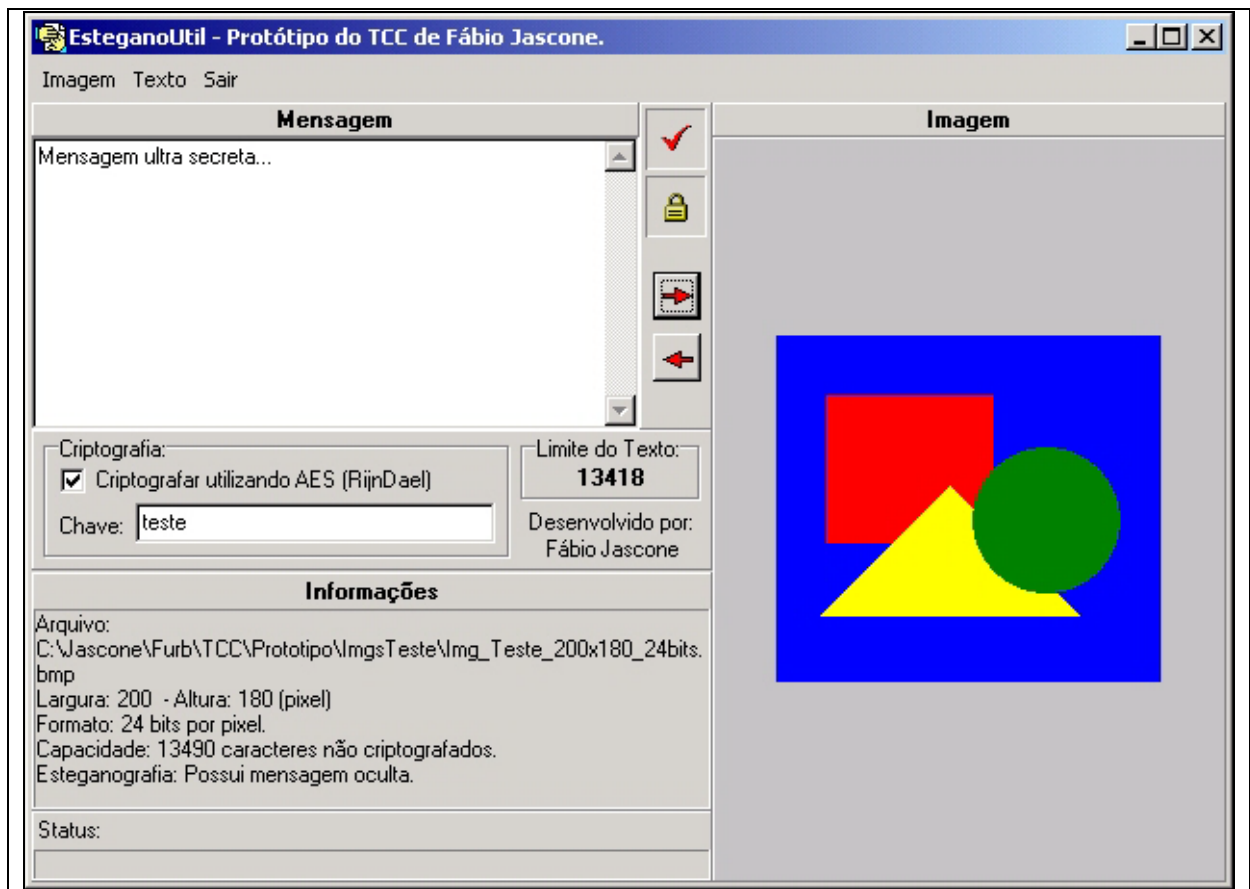 EsteganoUtil - Protótipo do TCC de Fábio Jascone.
Imagem Texto Sair
Mensagem
Mensagem ultra secreta...
Criptografia:
Criptografar utilizando AES (RijnDael)
Chave: teste
Limite do Texto:
13418
Desenvolvido por:
Fábio Jascone
Informações
Arquivo:
C:\Jascone\Furb\TCC\Prototipo\ImgsTeste\Img_Teste_200x180_24bits.
bmp
Largura: 200 - Altura: 180 (pixel)
Formato: 24 bits por pixel.
Capacidade: 13490 caracteres não criptografados.
Esteganografia: Possui mensagem oculta.
Status:
Imagem